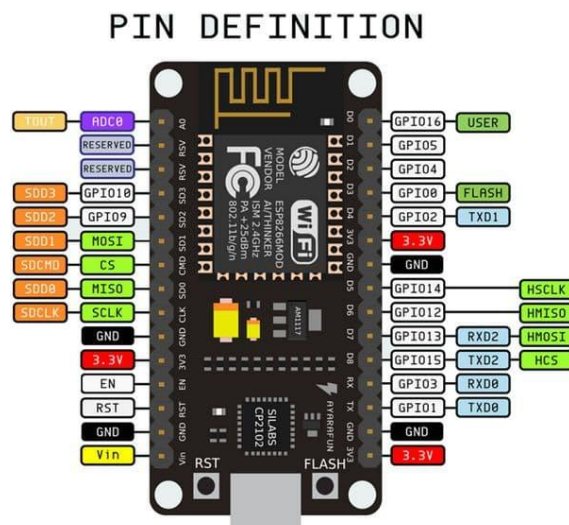 PIN DEFINITION
TOUT ADC0 A0 D0 GPIO16 USER
RESERVED RSV D1 GPIO5
RESERVED RSV D2 GPIO4
SDD3 GPIO10 SD3 D3 GPIO0 FLASH
SDD2 GPIO9 SD2 D4 GPIO2 TXD1
SDD1 MOSI SD1 3V3 3.3V
SDCMD CS CMD GND GND
SDD0 MISO SD0 D5 GPIO14 HSCLK
SDCLK SCLK CLK D6 GPIO12 HMISO
GND GND D7 GPIO13 RXD2 HMOSI
3.3V 3V3 D8 GPIO15 TXD2 HCS
EN EN RX GPIO3 RXD0
RST RST TX GPIO1 TXD0
GND GND GND GND
Vin Vin 3V3 3.3V
MODEL ESP8266MOD
VENDOR AI/THINKER
ISM 2.4GHz
PA +25dBm
802.11b/g/n
FC
WiFi
AM1117
SILABS
CP2102
AYARAFUN
RST FLASH